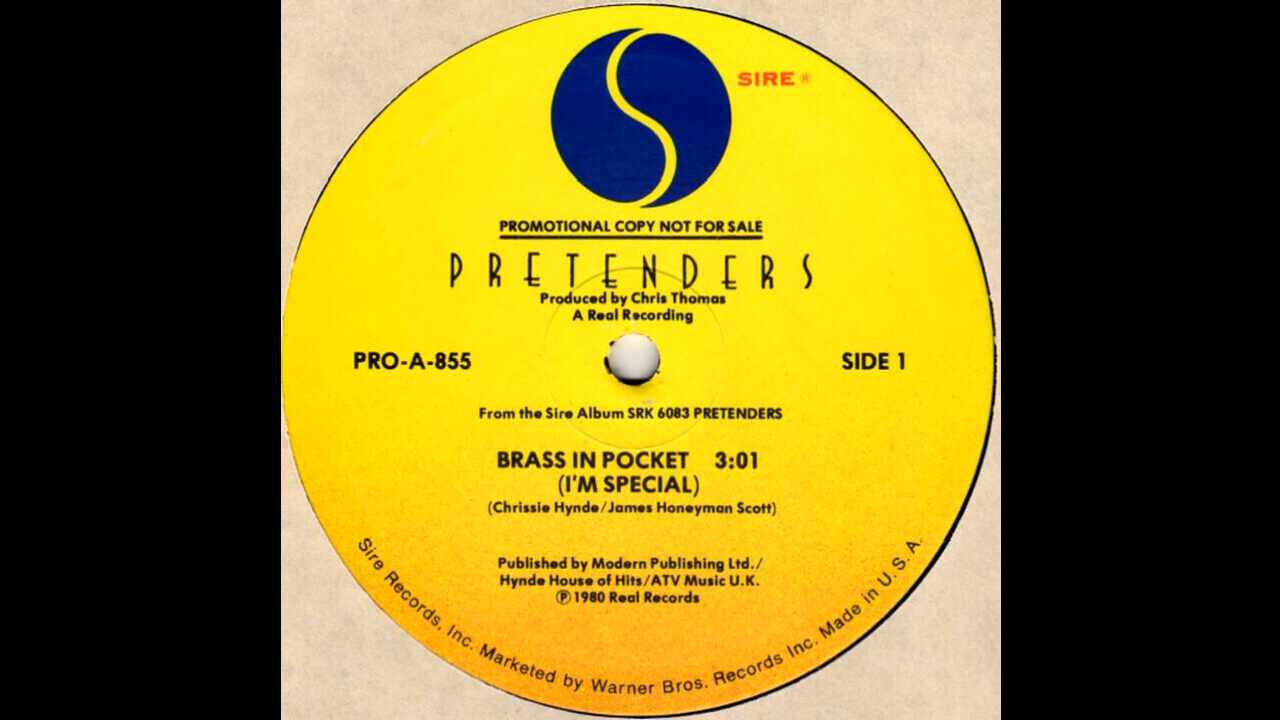 SIRE ®
PROMOTIONAL COPY NOT FOR SALE
PRETENDERS
Produced by Chris Thomas
A Real Recording
PRO-A-855
SIDE 1
From the Sire Album SRK 6083 PRETENDERS
BRASS IN POCKET 3:01
(I'M SPECIAL)
(Chrissie Hynde/James Honeyman Scott)
Published by Modern Publishing Ltd./
Hynde House of Hits/ATV Music U.K.
℗ 1980 Real Records
Sire Records, Inc. Marketed by Warner Bros. Records Inc. Made in U. S. A.